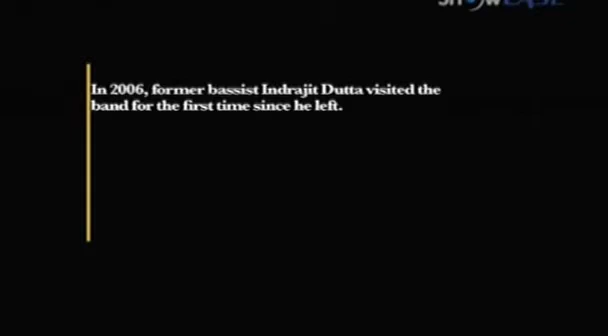 In 2006, former bassist Indrajit Dutta visited the
band for the first time since he left.